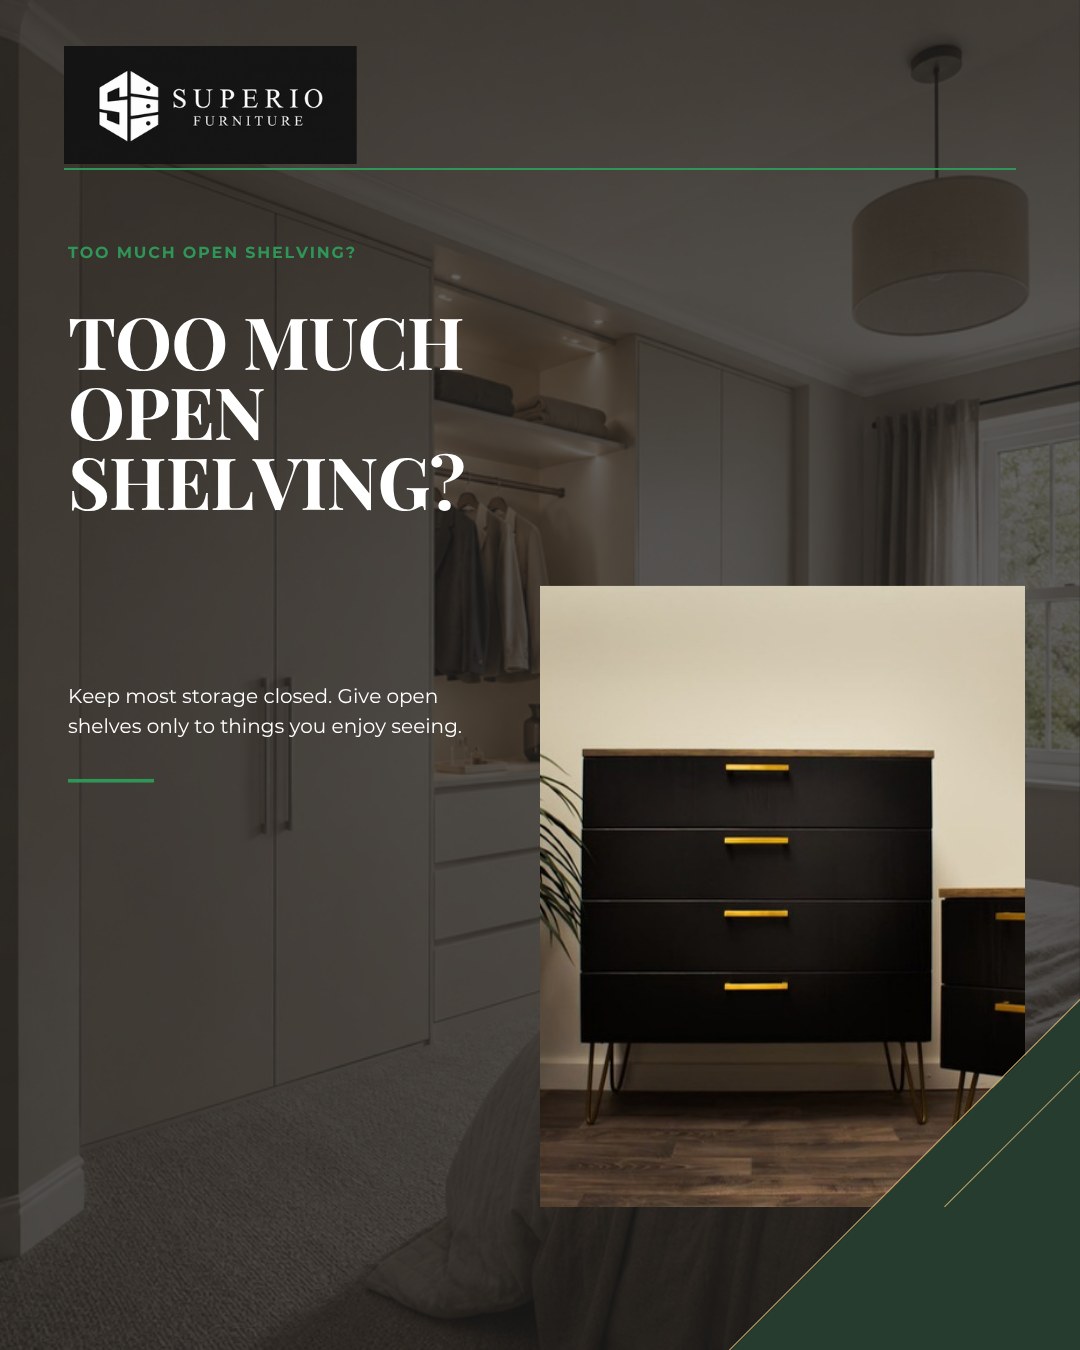 SUPERIO
FURNITURE
TOO MUCH OPEN SHELVING?
TOO MUCH
OPEN
SHELVING?
Keep most storage closed. Give open
shelves only to things you enjoy seeing.